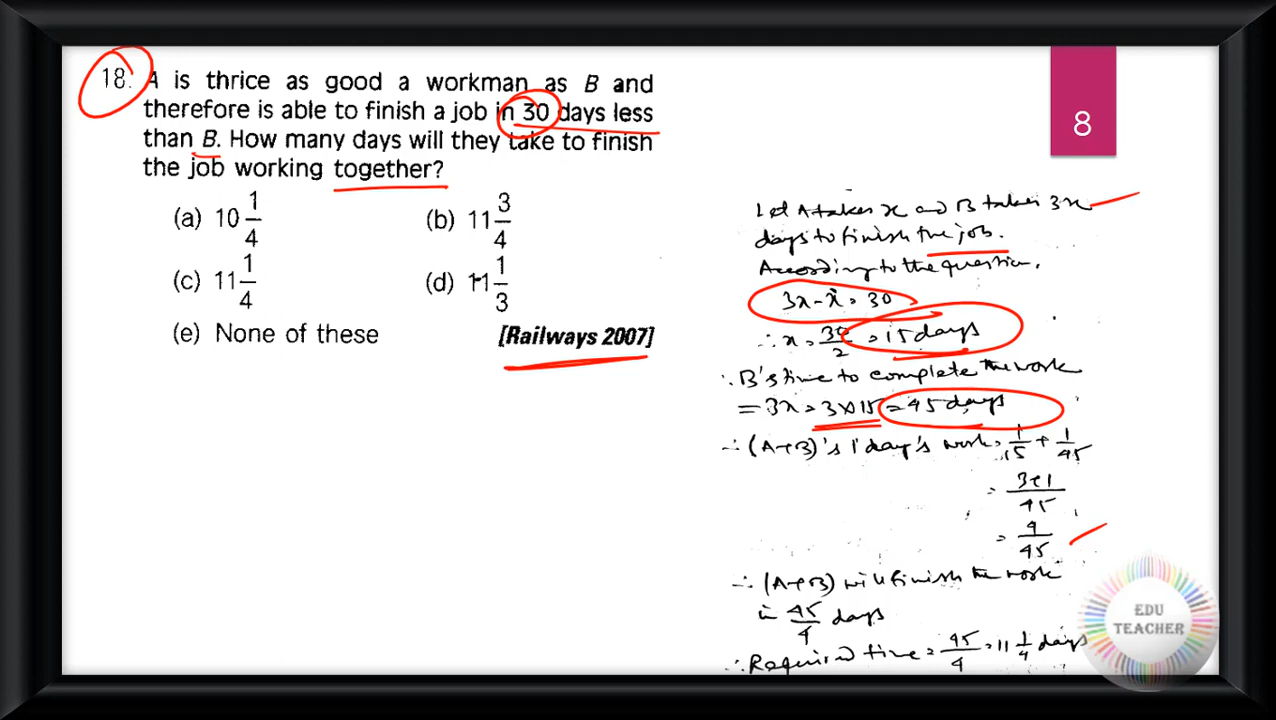 18. A is thrice as good a workman as B and
therefore is able to finish a job in 30 days less
than B. How many days will they take to finish
the job working together?
(a) 10 1/4 (b) 11 3/4
(c) 11 1/4 (d) 11 1/3
(e) None of these [Railways 2007]
8
Let A takes x and B takes 3x
days to finish the job.
According to the question,
3x - x = 30
∴ x = 30/2 = 15 days
∴ B's time to complete the work
= 3x = 3×15 = 45 days
∴ (A+B)'s 1 day's work = 1/15 + 1/45
= 3+1/45
= 4/45
∴ (A+B) will finish the work
in 45/4 days
∴ Required time = 45/4 = 11 1/4 days
EDU
TEACHER